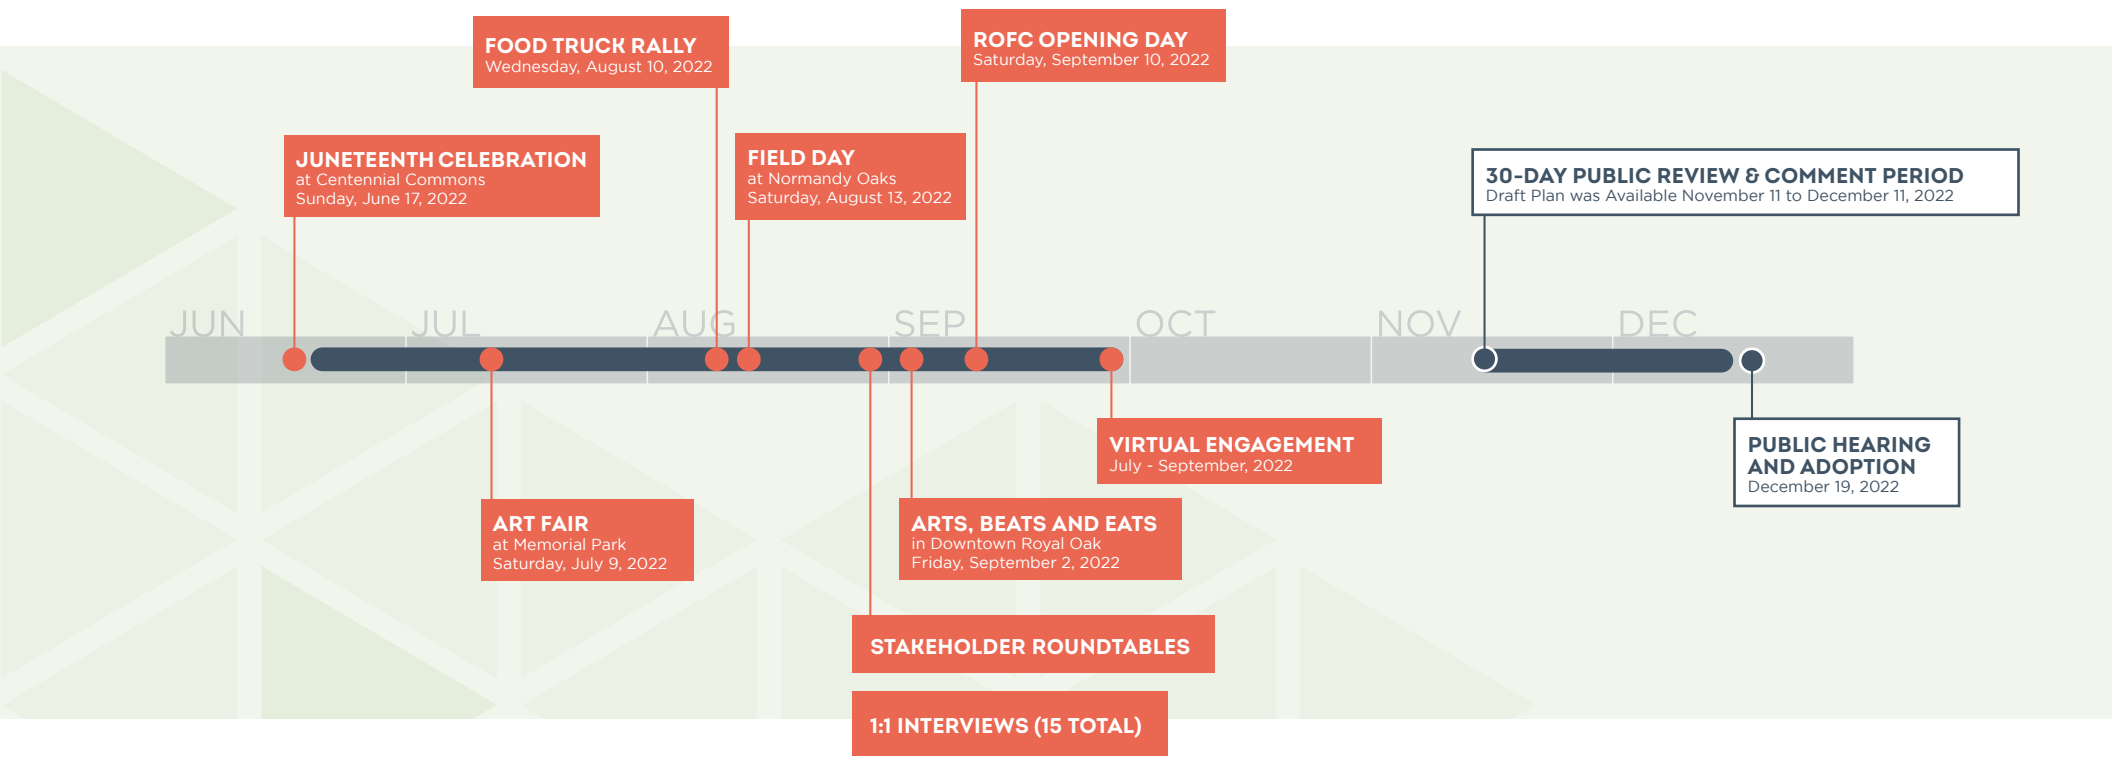 FOOD TRUCK RALLY
Wednesday, August 10, 2022
ROFC OPENING DAY
Saturday, September 10, 2022
JUNETEENTH CELEBRATION
at Centennial Commons
Sunday, June 17, 2022
FIELD DAY
at Normandy Oaks
Saturday, August 13, 2022
30-DAY PUBLIC REVIEW & COMMENT PERIOD
Draft Plan was Available November 11 to December 11, 2022
JUN JUL AUG SEP OCT NOV DEC
VIRTUAL ENGAGEMENT
July - September, 2022
PUBLIC HEARING
AND ADOPTION
December 19, 2022
ART FAIR
at Memorial Park
Saturday, July 9, 2022
ARTS, BEATS AND EATS
in Downtown Royal Oak
Friday, September 2, 2022
STAKEHOLDER ROUNDTABLES
1:1 INTERVIEWS (15 TOTAL)